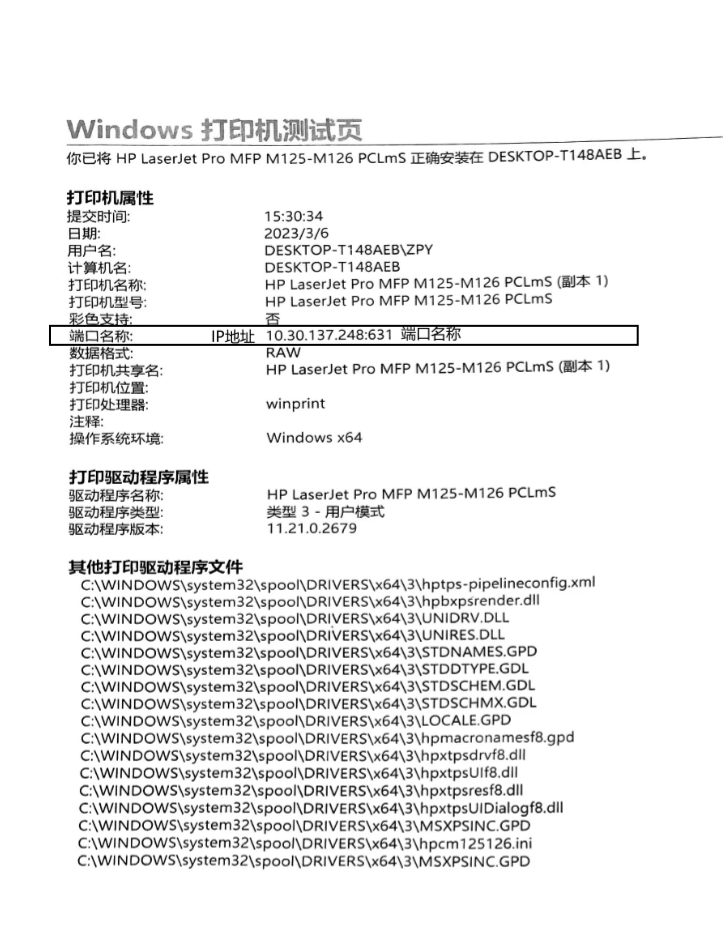 Windows 打印机测试页
你已将 HP LaserJet Pro MFP M125-M126 PCLmS 正确安装在 DESKTOP-T148AEB 上。
打印机属性
提交时间: 15:30:34
日期: 2023/3/6
用户名: DESKTOP-T148AEB\ZPY
计算机名: DESKTOP-T148AEB
打印机名称: HP LaserJet Pro MFP M125-M126 PCLmS (副本 1)
打印机型号: HP LaserJet Pro MFP M125-M126 PCLmS
彩色支持: 否
端口名称: IP地址 10.30.137.248:631 端口名称
数据格式: RAW
打印机共享名: HP LaserJet Pro MFP M125-M126 PCLmS (副本 1)
打印机位置:
打印处理器: winprint
注释:
操作系统环境: Windows x64
打印驱动程序属性
驱动程序名称: HP LaserJet Pro MFP M125-M126 PCLmS
驱动程序类型: 类型 3 - 用户模式
驱动程序版本: 11.21.0.2679
其他打印驱动程序文件
C:\WINDOWS\system32\spool\DRIVERS\x64\3\hptps-pipelineconfig.xml
C:\WINDOWS\system32\spool\DRIVERS\x64\3\hpbxpsrender.dll
C:\WINDOWS\system32\spool\DRIVERS\x64\3\UNIDRV.DLL
C:\WINDOWS\system32\spool\DRIVERS\x64\3\UNIRES.DLL
C:\WINDOWS\system32\spool\DRIVERS\x64\3\STDNAMES.GPD
C:\WINDOWS\system32\spool\DRIVERS\x64\3\STDDTYPE.GDL
C:\WINDOWS\system32\spool\DRIVERS\x64\3\STDSCHEM.GDL
C:\WINDOWS\system32\spool\DRIVERS\x64\3\STDSCHMX.GDL
C:\WINDOWS\system32\spool\DRIVERS\x64\3\LOCALE.GPD
C:\WINDOWS\system32\spool\DRIVERS\x64\3\hpmacronamesf8.gpd
C:\WINDOWS\system32\spool\DRIVERS\x64\3\hpxtpsdrvf8.dll
C:\WINDOWS\system32\spool\DRIVERS\x64\3\hpxtpsUIf8.dll
C:\WINDOWS\system32\spool\DRIVERS\x64\3\hpxtpsresf8.dll
C:\WINDOWS\system32\spool\DRIVERS\x64\3\hpxtpsUIDialogf8.dll
C:\WINDOWS\system32\spool\DRIVERS\x64\3\MSXPSINC.GPD
C:\WINDOWS\system32\spool\DRIVERS\x64\3\hpcm125126.ini
C:\WINDOWS\system32\spool\DRIVERS\x64\3\MSXPSINC.GPD